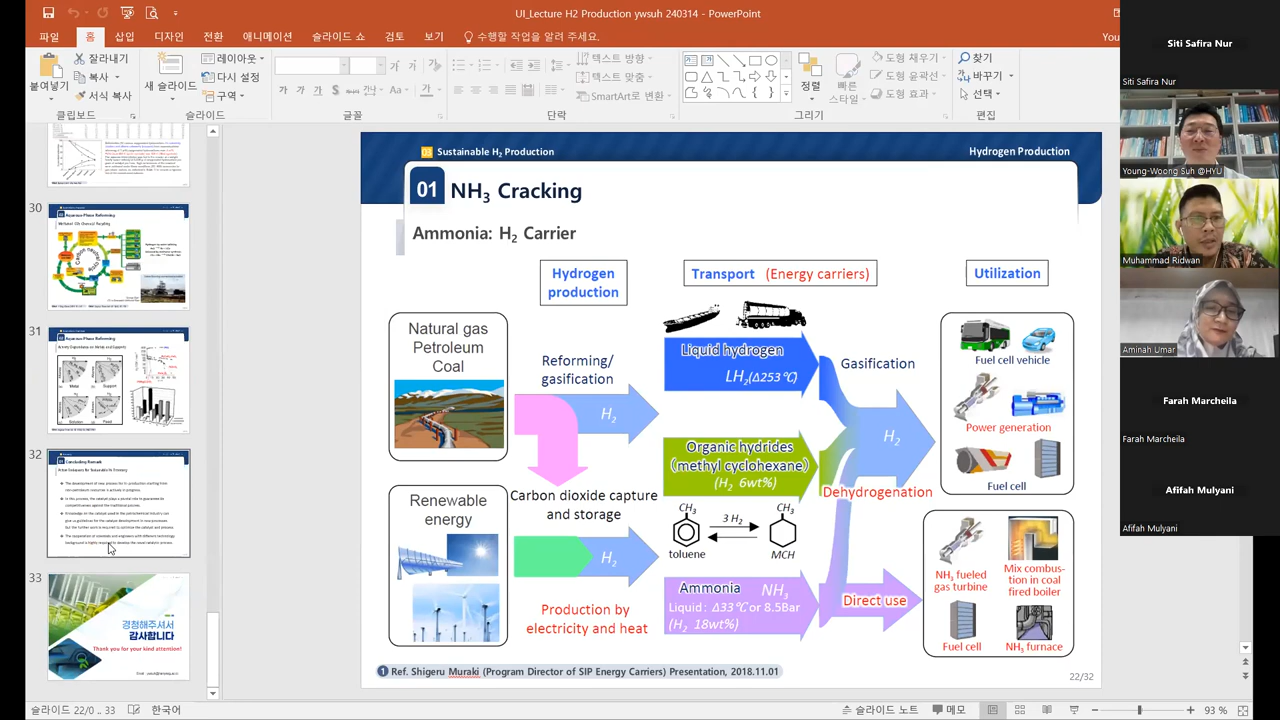 UI_Lecture H2 Production ywsuh 240314 – PowerPoint
파일 홈 삽입 디자인 전환 애니메이션 슬라이드 쇼 검토 보기 수행할 작업을 알려 주세요.
붙여넣기
잘라내기
복사
서식 복사
클립보드
새 슬라이드
레이아웃
다시 설정
구역
슬라이드
글꼴
텍스트 방향
텍스트 맞춤
SmartArt로 변환
단락
정렬
빠른 스타일
도형 채우기
도형 윤곽선
도형 효과
그리기
찾기
바꾸기
선택
편집
30
Aqueous-Phase Reforming
31
Aqueous-Phase Reforming
32
Concluding Remark
33
경청해주셔서
감사합니다
Thank you for your kind attention!
01 NH₃ Cracking
Ammonia: H₂ Carrier
Hydrogen
production
Transport (Energy carriers)
Utilization
Natural gas
Petroleum
Coal
Reforming/
gasification
H₂
Liquid hydrogen
LH₂(Δ253℃)
Gasification
H₂
Fuel cell vehicle
Power generation
Fuel cell
Organic hydrides
(H₂ 6wt%)
Dehydrogenation
Renewable
energy
Carbon dioxide capture
and storage
H₂
Production by
electricity and heat
CH₃
3 H₂
CH₃
toluene
MCH
Ammonia NH₃
Liquid : Δ33℃ or 8.5Bar
(H₂ 18wt%)
Direct use
NH₃ fueled
gas turbine
Mix combus-
tion in coal
fired boiler
Fuel cell
NH₃ furnace
1 Ref. Shigeru Muraki (Program Director of SIP Energy Carriers) Presentation, 2018.11.01
22/32
슬라이드 22/0 .. 33 한국어
슬라이드 노트 메모 93 %
Siti Safira Nur
Siti Safira Nur
Young-Woong Suh @HYU
Muhammad Ridwan
Aminah Umar
Farah Marcheila
Farah Marcheila
Afifah Mulyani
Afifah Mulyani